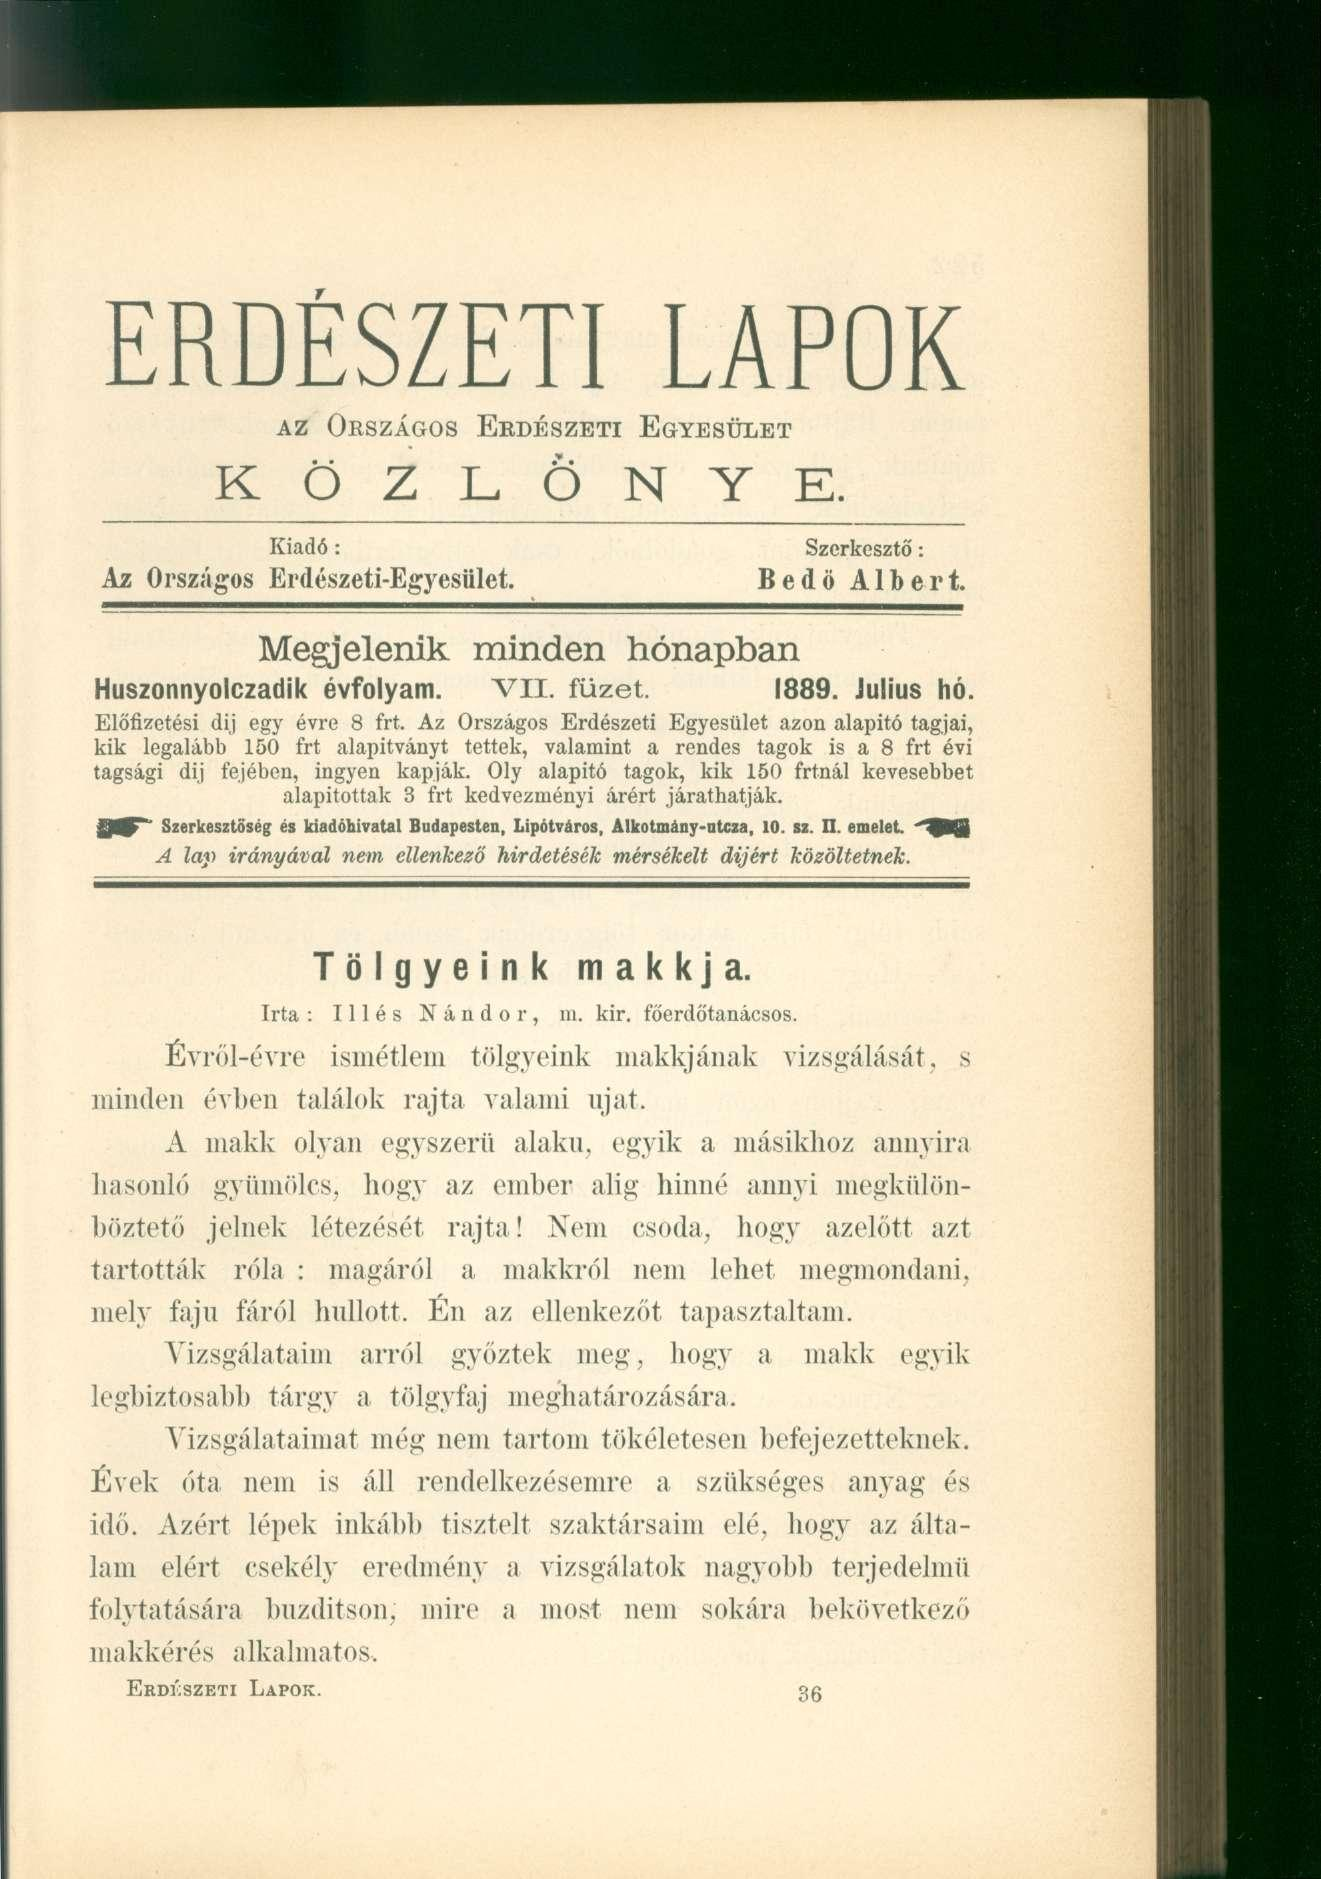 ERDÉSZETI LAPOK
AZ ORSZÁGOS ERDÉSZETI EGYESÜLET
KÖZLÖNYE.
Kiadó: Szerkesztő:
Az Országos Erdészeti-Egyesület. Bedö Albert.
Megjelenik minden hónapban
Huszonnyolczadik évfolyam. VII. füzet. 1889. Julius hó.
Előfizetési dij egy évre 8 frt. Az Országos Erdészeti Egyesület azon alapitó tagjai,
kik legalább 150 frt alapitványt tettek, valamint a rendes tagok is a 8 frt évi
tagsági dij fejében, ingyen kapják. Oly alapitó tagok, kik 150 frtnál kevesebbet
alapitottak 3 frt kedvezményi árért járathatják.
Szerkesztőség és kiadóhivatal Budapesten, Lipótváros, Alkotmány-utcza, 10. sz. II. emelet.
A lap irányával nem ellenkező hirdetésék mérsékelt dijért közöltetnek.
Tölgyeink makkja.
Irta: Illés Nándor, m. kir. főerdőtanácsos.
Évről-évre ismétlem tölgyeink makkjának vizsgálását, s
minden évben találok rajta valami ujat.
A makk olyan egyszerü alaku, egyik a másikhoz annyira
hasonló gyümölcs, hogy az ember alig hinné annyi megkülön-
böztető jelnek létezését rajta! Nem csoda, hogy azelőtt azt
tartották róla : magáról a makkról nem lehet megmondani,
mely faju fáról hullott. Én az ellenkezőt tapasztaltam.
Vizsgálataim arról győztek meg, hogy a makk egyik
legbiztosabb tárgy a tölgyfaj meghatározására.
Vizsgálataimat még nem tartom tökéletesen befejezetteknek.
Évek óta nem is áll rendelkezésemre a szükséges anyag és
idő. Azért lépek inkább tisztelt szaktársaim elé, hogy az álta-
lam elért csekély eredmény a vizsgálatok nagyobb terjedelmü
folytatására buzditson, mire a most nem sokára bekövetkező
makkérés alkalmatos.
ERDÉSZETI LAPOK. 36